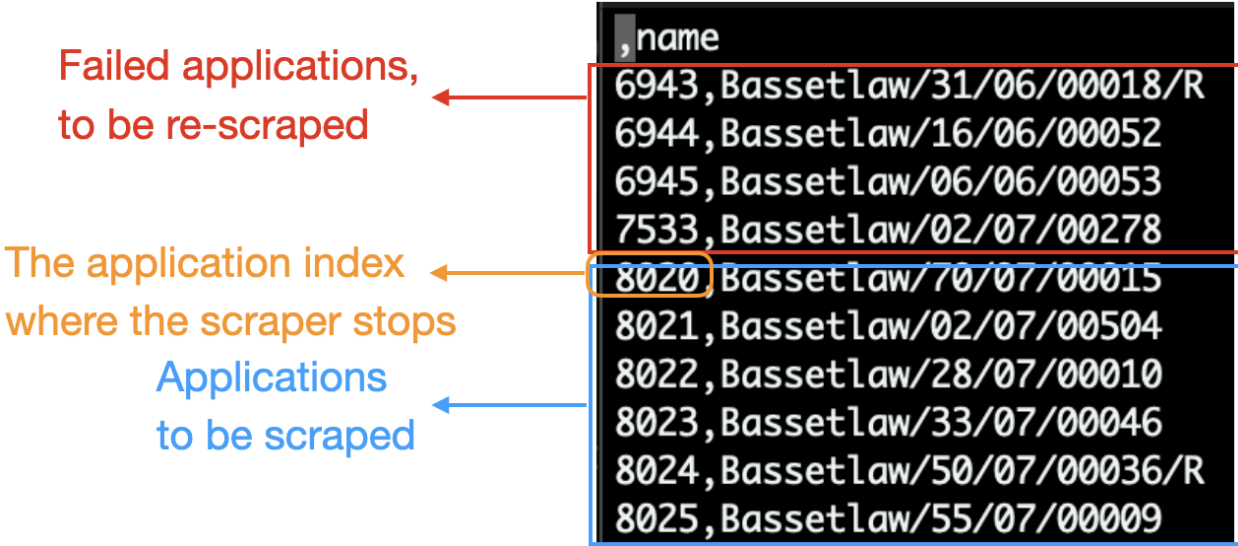 Failed applications,
to be re-scraped
The application index
where the scraper stops
Applications
to be scraped
,name
6943,Bassetlaw/31/06/00018/R
6944,Bassetlaw/16/06/00052
6945,Bassetlaw/06/06/00053
7533,Bassetlaw/02/07/00278
8020,Bassetlaw/70/07/00015
8021,Bassetlaw/02/07/00504
8022,Bassetlaw/28/07/00010
8023,Bassetlaw/33/07/00046
8024,Bassetlaw/50/07/00036/R
8025,Bassetlaw/55/07/00009